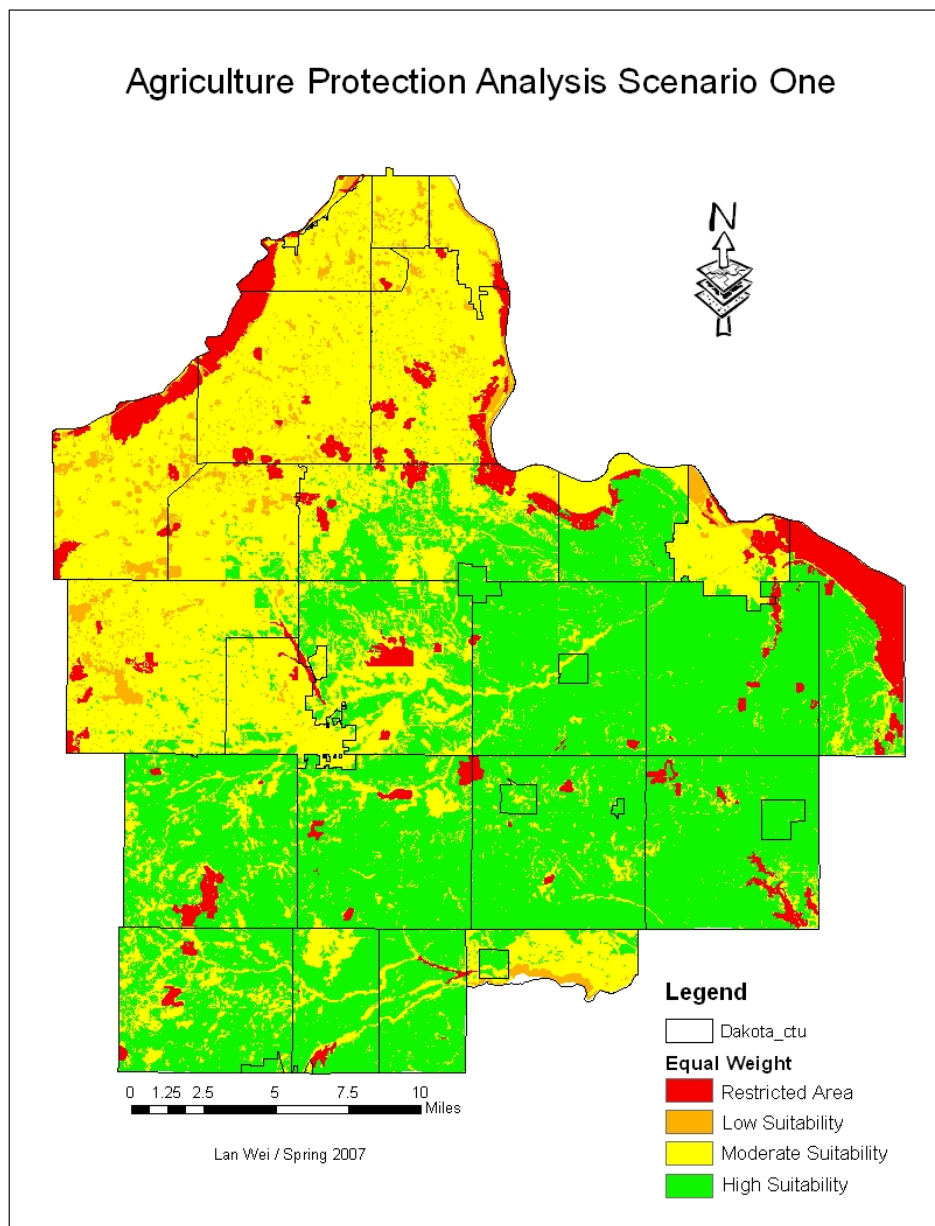 Agriculture Protection Analysis Scenario One
N
Legend
Dakota_ctu
Equal Weight
Restricted Area
Low Suitability
Moderate Suitability
High Suitability
0 1.25 2.5 5 7.5 10
Miles
Lan Wei / Spring 2007